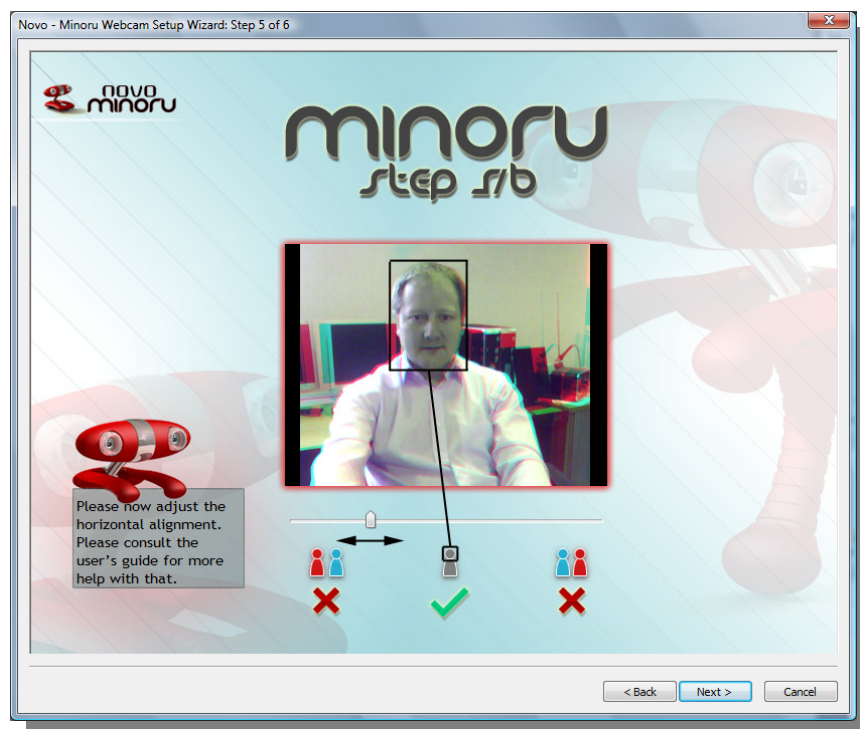 Novo - Minoru Webcam Setup Wizard: Step 5 of 6
novo
minoru
minoru
step 5/6
Please now adjust the
horizontal alignment.
Please consult the
user's guide for more
help with that.
< Back
Next >
Cancel